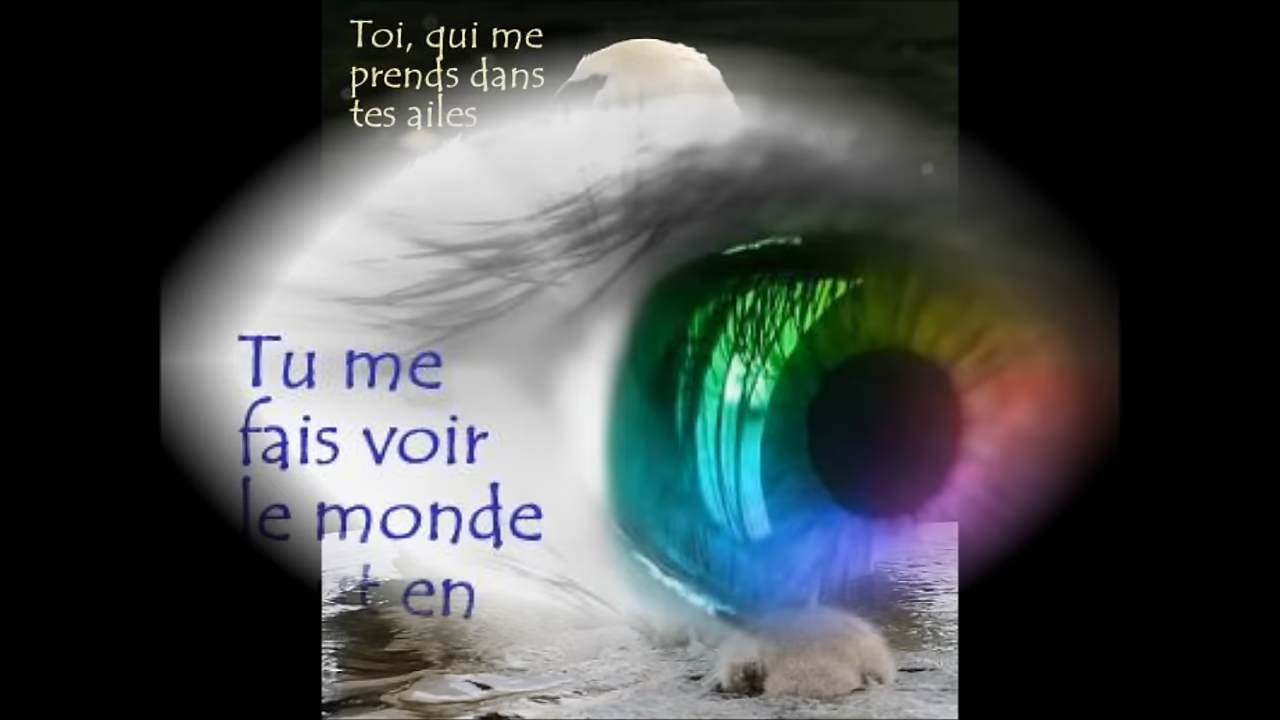 Toi, qui me
prends dans
tes ailes
Tu me
fais voir
le monde
en